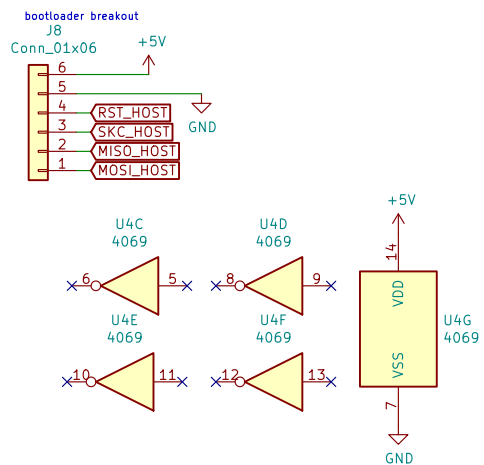 bootloader breakout
J8
Conn_01x06
+5V
6
5
GND
4 RST_HOST
3 SKC_HOST
2 MISO_HOST
1 MOSI_HOST
+5V
U4C
4069
6 5
U4D
4069
8 9
14
VDD
U4G
4069
VSS
7
GND
U4E
4069
10 11
U4F
4069
12 13